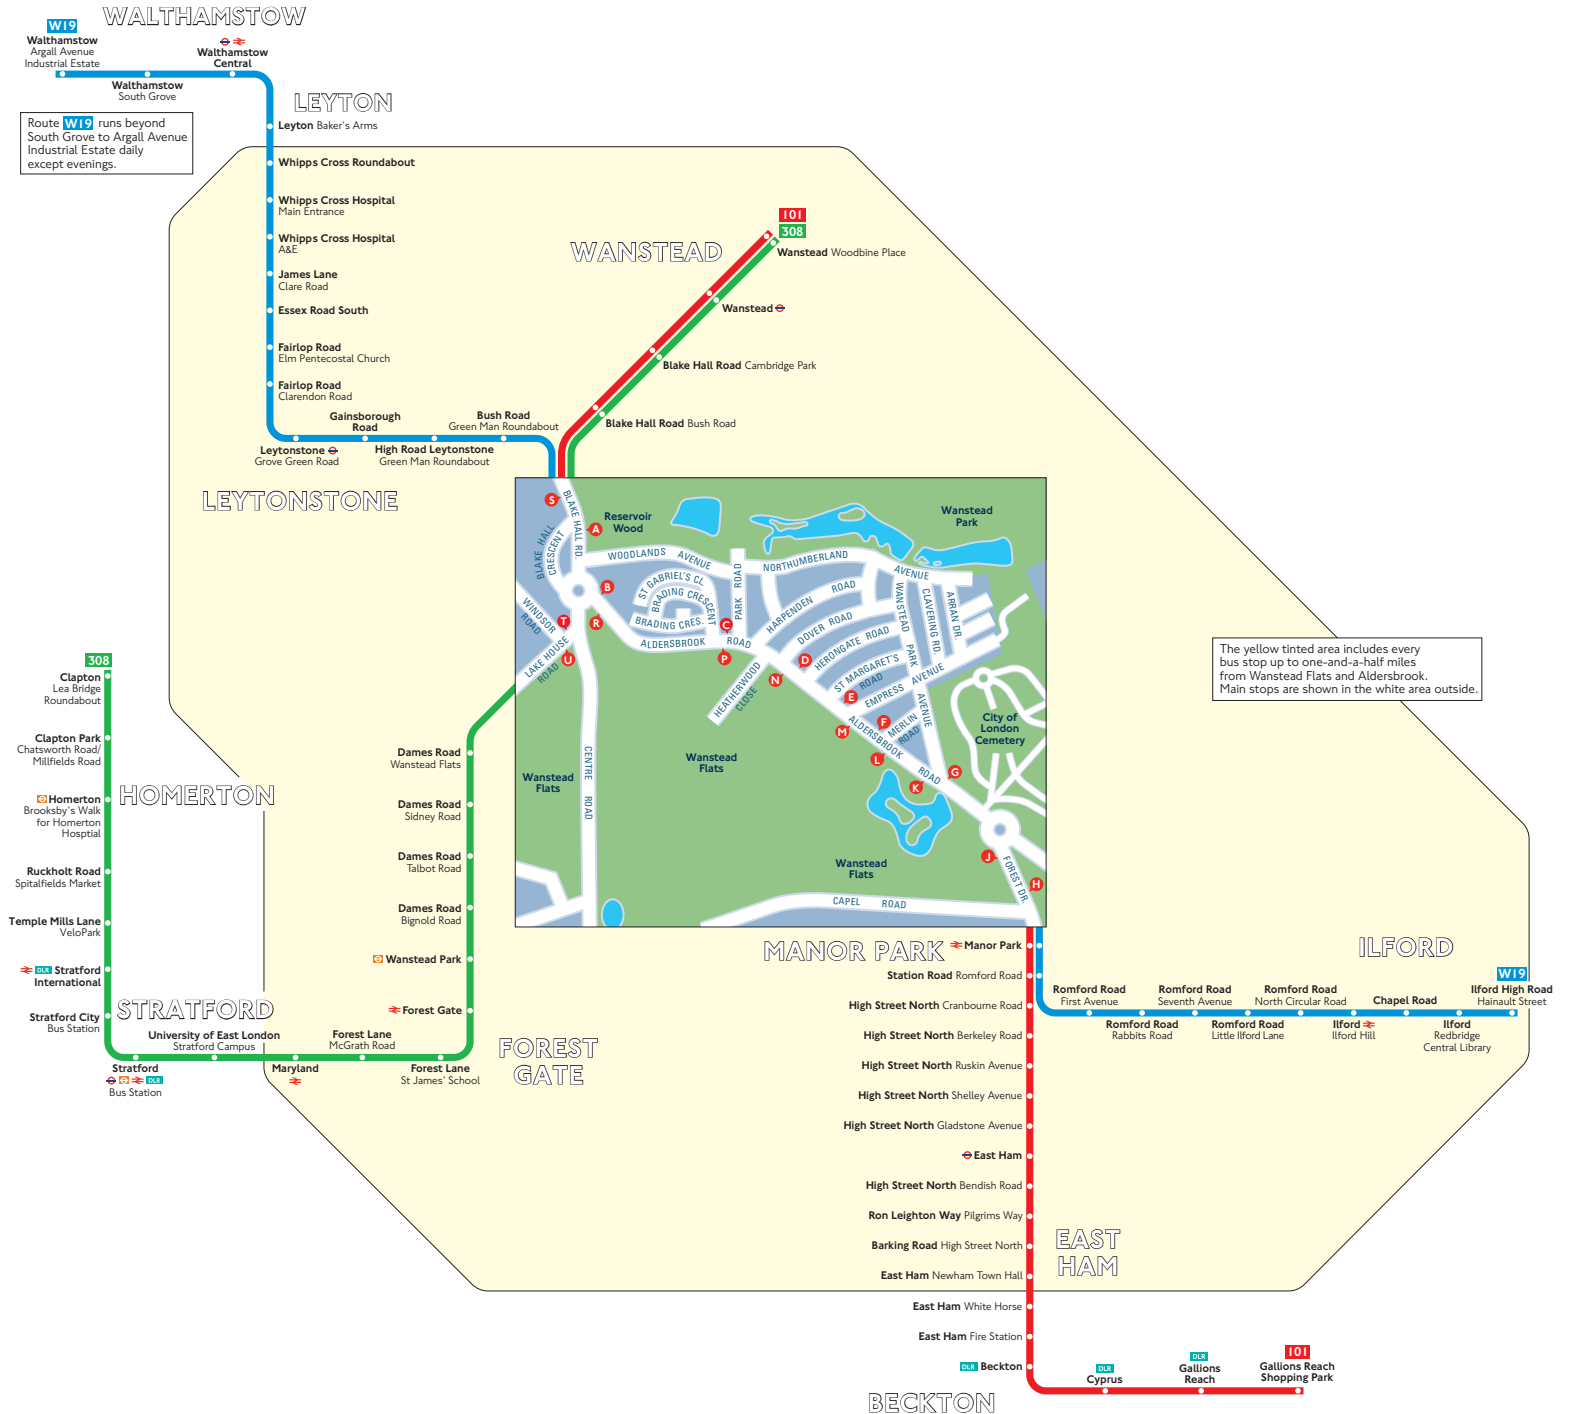 WALTHAMSTOW
W19
Walthamstow
Argall Avenue
Industrial Estate
Walthamstow
Central
Walthamstow
South Grove
LEYTON
Leyton Baker's Arms
Route W19 runs beyond
South Grove to Argall Avenue
Industrial Estate daily
except evenings.
Whipps Cross Roundabout
Whipps Cross Hospital
Main Entrance
Whipps Cross Hospital
A&E
James Lane
Clare Road
Essex Road South
Fairlop Road
Elm Pentecostal Church
Fairlop Road
Clarendon Road
Gainsborough
Road
Bush Road
Green Man Roundabout
Leytonstone
Grove Green Road
High Road Leytonstone
Green Man Roundabout
LEYTONSTONE
WANSTEAD
101
308
Wanstead Woodbine Place
Wanstead
Blake Hall Road Cambridge Park
Blake Hall Road Bush Road
S
BLAKE HALL RD.
A
Reservoir
Wood
Wanstead
Park
BLAKE HALL
CRESCENT
WOODLANDS AVENUE
NORTHUMBERLAND
AVENUE
B
ST GABRIEL'S CL.
BRADING CRESCENT
BRADING CRES.
PARK ROAD
HARPENDEN ROAD
DOVER ROAD
HERONGATE ROAD
ST MARGARET'S
ROAD
EMPRESS AVENUE
WANSTEAD PARK
AVENUE
CLAVERING RD.
ARRAN DR.
WINDSOR
ROAD
T
R
C
ALDERSBROOK ROAD
U
P
D
LAKE HOUSE
ROAD
HEATHERWOOD
CLOSE
N
E
F
MERLIN
ROAD
M
ALDERSBROOK
ROAD
L
G
K
City of
London
Cemetery
Wanstead
Flats
Wanstead
Flats
CENTRE ROAD
J
FOREST DR.
H
Wanstead
Flats
CAPEL ROAD
The yellow tinted area includes every
bus stop up to one-and-a-half miles
from Wanstead Flats and Aldersbrook.
Main stops are shown in the white area outside.
308
Clapton
Lea Bridge
Roundabout
Clapton Park
Chatsworth Road/
Millfields Road
HOMERTON
Homerton
Brooksby's Walk
for Homerton
Hosptial
Ruckholt Road
Spitalfields Market
Temple Mills Lane
VeloPark
DLR Stratford
International
Stratford City
Bus Station
STRATFORD
Stratford
DLR
Bus Station
University of East London
Stratford Campus
Maryland
Forest Lane
McGrath Road
Forest Lane
St James' School
Dames Road
Wanstead Flats
Dames Road
Sidney Road
Dames Road
Talbot Road
Dames Road
Bignold Road
Wanstead Park
Forest Gate
FOREST
GATE
MANOR PARK
Manor Park
Station Road Romford Road
High Street North Cranbourne Road
High Street North Berkeley Road
High Street North Ruskin Avenue
High Street North Shelley Avenue
High Street North Gladstone Avenue
East Ham
High Street North Bendish Road
Ron Leighton Way Pilgrims Way
Barking Road High Street North
East Ham Newham Town Hall
EAST
HAM
East Ham White Horse
East Ham Fire Station
DLR Beckton
BECKTON
DLR
Cyprus
DLR
Gallions
Reach
101
Gallions Reach
Shopping Park
ILFORD
W19
Romford Road
First Avenue
Romford Road
Rabbits Road
Romford Road
Seventh Avenue
Romford Road
Little Ilford Lane
Romford Road
North Circular Road
Ilford
Ilford Hill
Chapel Road
Ilford
Redbridge
Central Library
Ilford High Road
Hainault Street